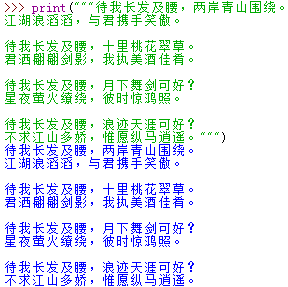 >>> print("""待我长发及腰，两岸青山围绕。
江湖浪滔滔，与君携手笑傲。

待我长发及腰，十里桃花翠草。
君洒翩翩剑影，我执美酒佳肴。

待我长发及腰，月下舞剑可好？
星夜萤火缭绕，彼时惊鸿照。

待我长发及腰，浪迹天涯可好？
不求江山多娇，惟愿纵马逍遥。""")
待我长发及腰，两岸青山围绕。
江湖浪滔滔，与君携手笑傲。

待我长发及腰，十里桃花翠草。
君洒翩翩剑影，我执美酒佳肴。

待我长发及腰，月下舞剑可好？
星夜萤火缭绕，彼时惊鸿照。

待我长发及腰，浪迹天涯可好？
不求江山多娇，惟愿纵马逍遥。